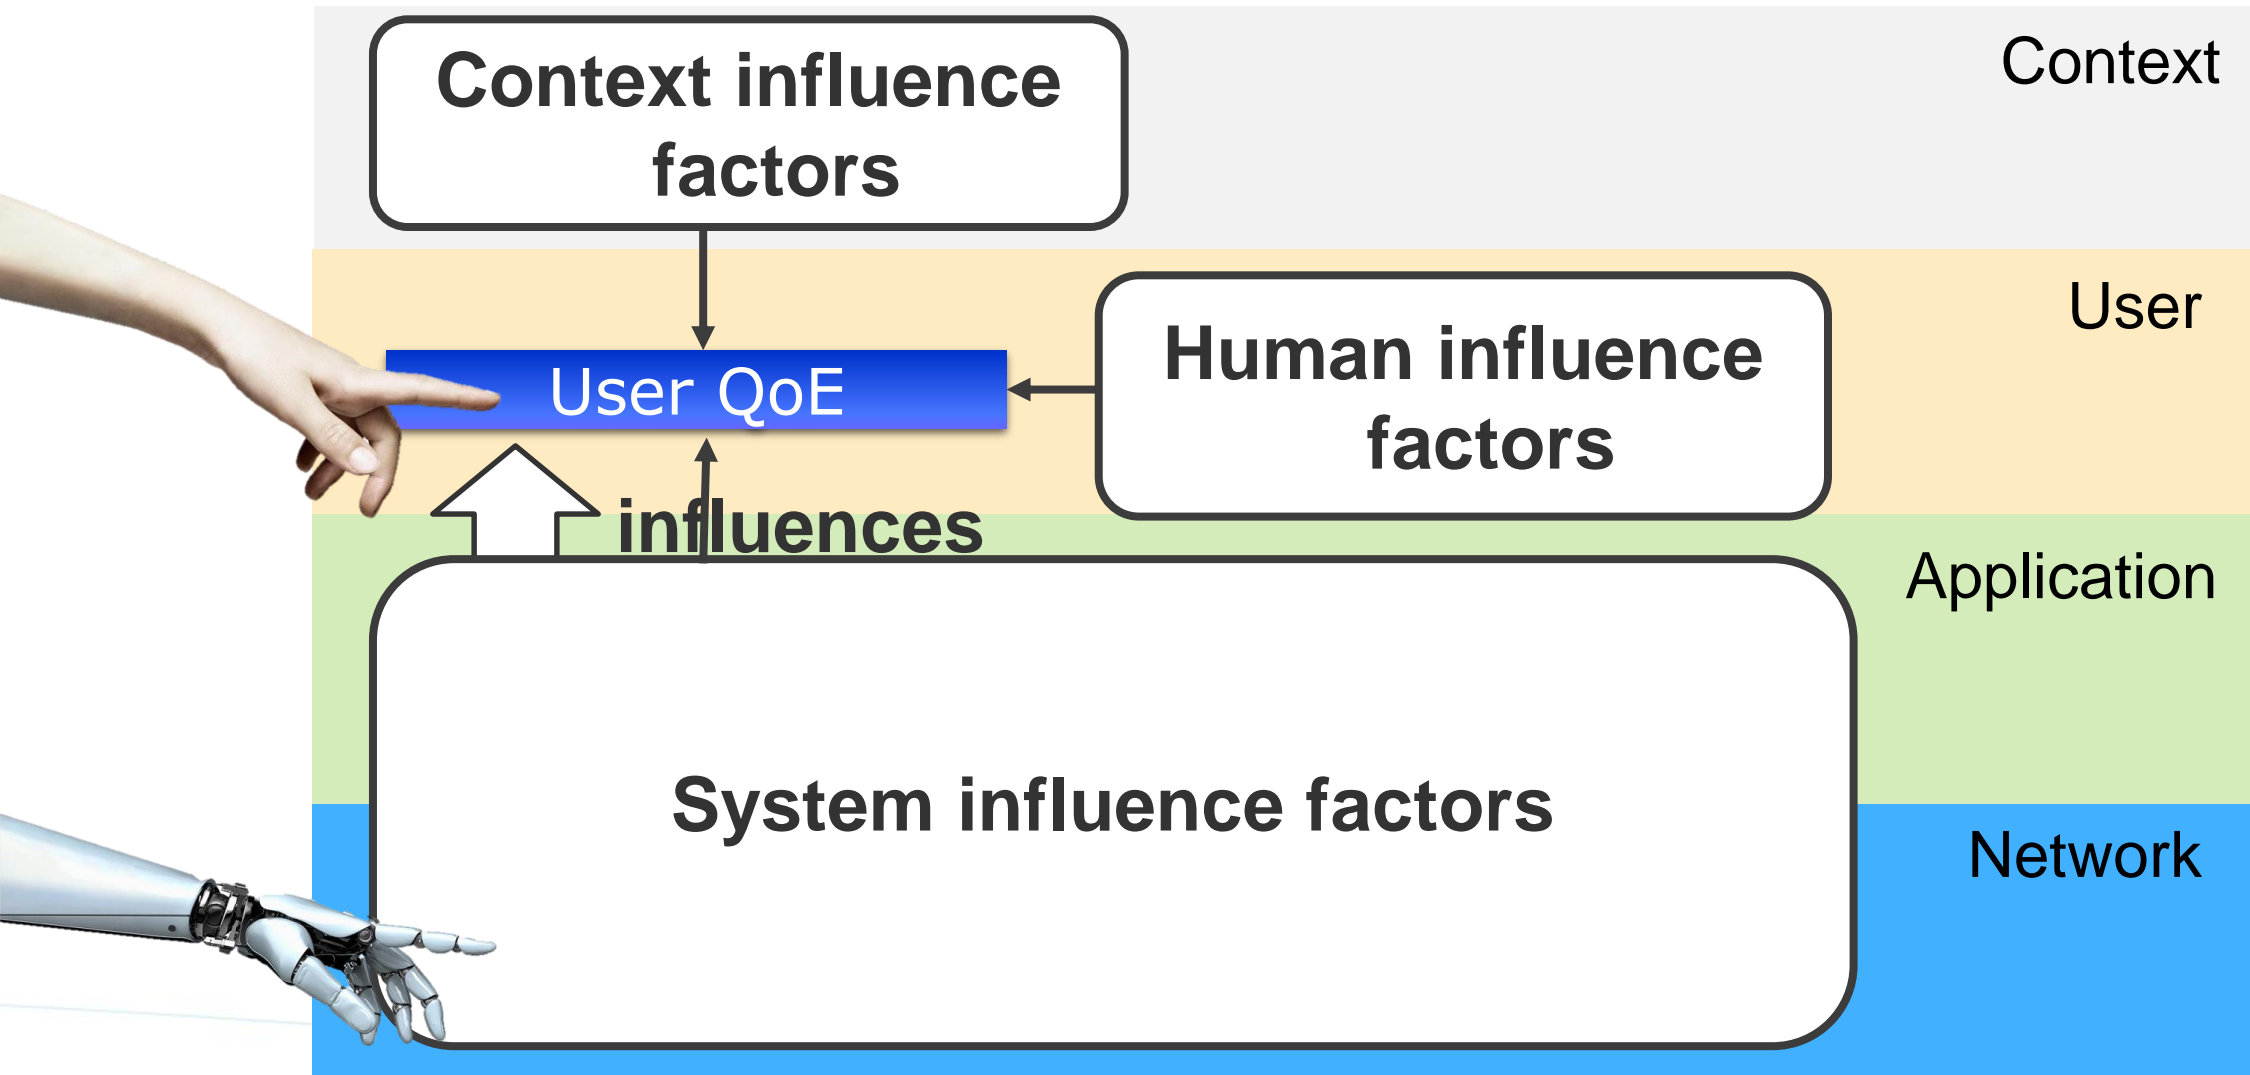 Context influence
factors
Context
User
Human influence
factors
User QoE
influences
Application
System influence factors
Network